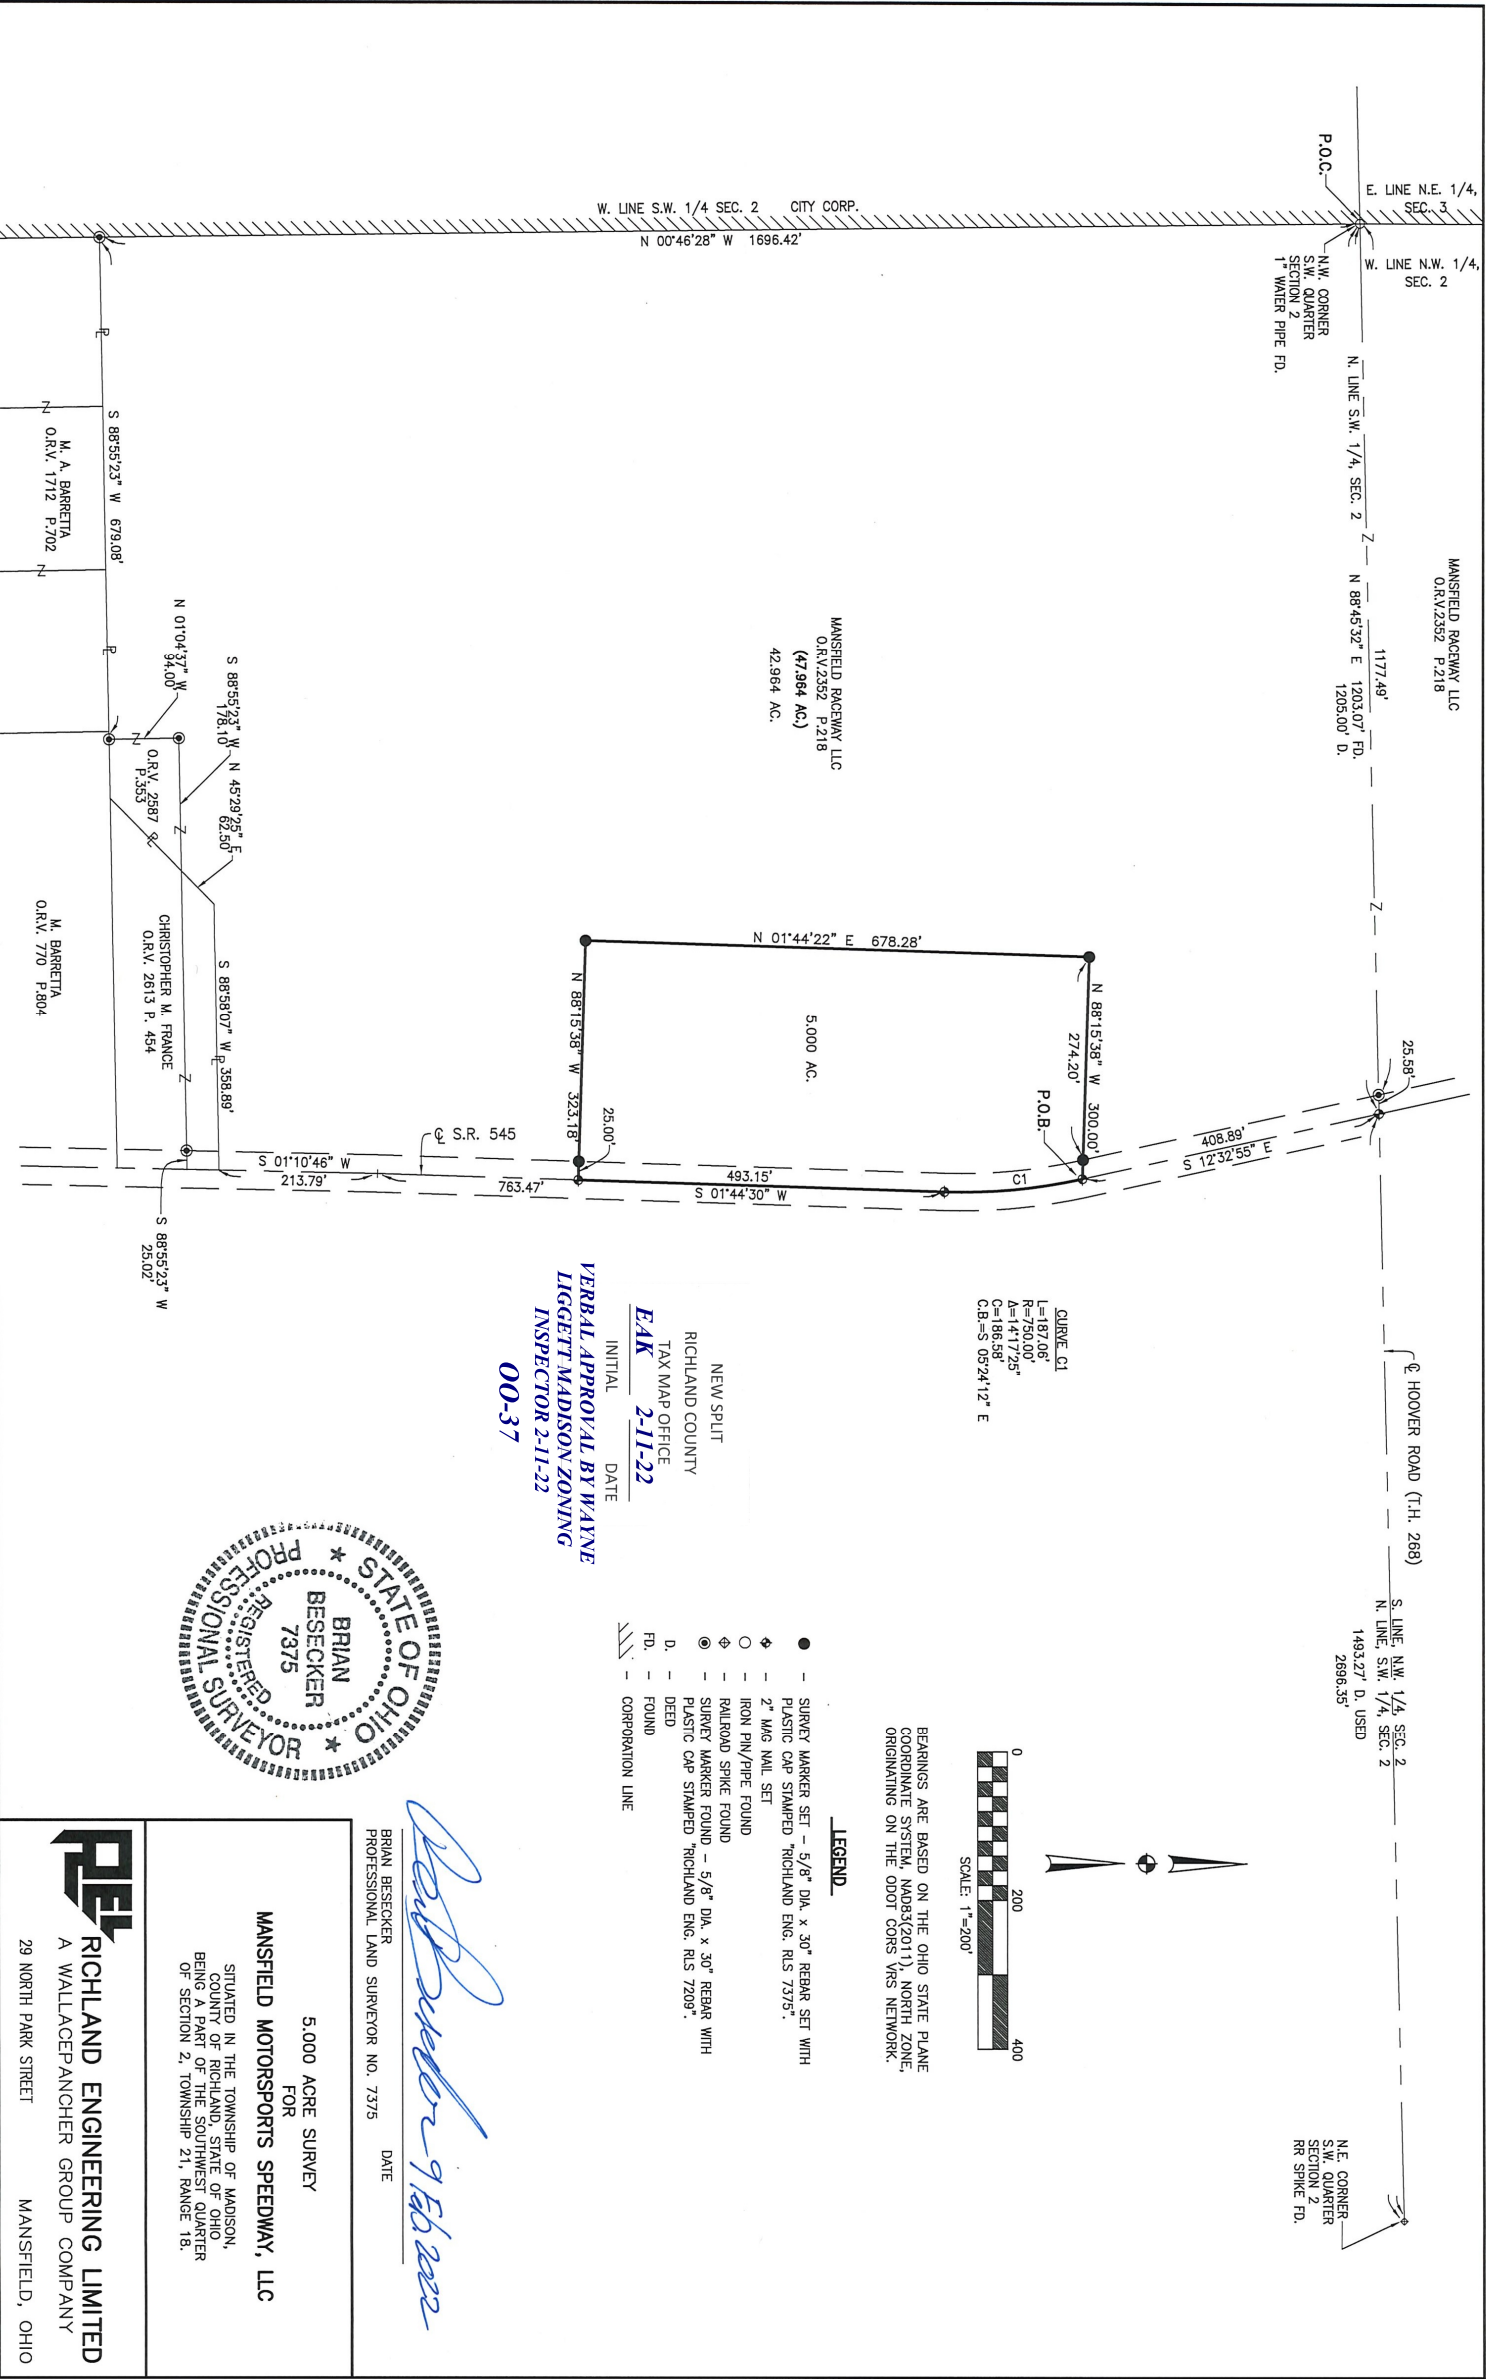 E. LINE N.E. 1/4,
SEC. 3
W. LINE N.W. 1/4,
SEC. 2
P.O.C.
N.W. CORNER
S.W. QUARTER
SECTION 2
1" WATER PIPE FD.
W. LINE S.W. 1/4 SEC. 2 CITY CORP.
N 00°46'28" W 1696.42'
MANSFIELD RACEWAY LLC
O.R.V.2352 P.218
N. LINE S.W. 1/4, SEC. 2
1177.49'
N 88°45'32" E 1203.07' FD.
1205.00' D.
Z
Z
25.58'
408.89'
S 12°32'55" E
℄ HOOVER ROAD (T.H. 268)
S. LINE, N.W. 1/4, SEC. 2
N. LINE, S.W. 1/4, SEC. 2
1493.27' D. USED
2696.35'
N.E. CORNER
S.W. QUARTER
SECTION 2
RR SPIKE FD.
MANSFIELD RACEWAY LLC
O.R.V.2352 P.218
(47.964 AC.)
42.964 AC.
N 88°15'38" W 300.00'
274.20'
P.O.B.
N 01°44'22" E 678.28'
5.000 AC.
C1
493.15'
S 01°44'30" W
N 88°15'38" W 323.18'
25.00'
℄ S.R. 545
763.47'
S 01°10'46" W
213.79'
S 88°55'23" W
25.02'
S 88°58'07" W 358.89'
CHRISTOPHER M. FRANCE
O.R.V. 2613 P. 454
N 45°29'25" E
62.50'
S 88°55'23" W
178.10'
N 01°04'37" W
94.00'
O.R.V. 2587
P.353
Z
Z
Z
S 88°55'23" W 679.08'
M. A. BARRETTA
O.R.V. 1712 P.702
Z
Z
M. BARRETTA
O.R.V. 770 P.804
CURVE C1
L=187.06'
R=750.00'
Δ=14°17'25"
C=186.58'
C.B.=S 05°24'12" E
NEW SPLIT
RICHLAND COUNTY
TAX MAP OFFICE
EAK 2-11-22
INITIAL DATE
VERBAL APPROVAL BY WAYNE
LIGGETT-MADISON ZONING
INSPECTOR 2-11-22
OO-37
0 200 400
SCALE: 1"=200'
BEARINGS ARE BASED ON THE OHIO STATE PLANE
COORDINATE SYSTEM, NAD83(2011), NORTH ZONE,
ORIGINATING ON THE ODOT CORS VRS NETWORK.
LEGEND
- SURVEY MARKER SET - 5/8" DIA. x 30" REBAR SET WITH
PLASTIC CAP STAMPED "RICHLAND ENG. RLS 7375".
- 2" MAG NAIL SET
- IRON PIN/PIPE FOUND
- RAILROAD SPIKE FOUND
- SURVEY MARKER FOUND - 5/8" DIA. x 30" REBAR WITH
PLASTIC CAP STAMPED "RICHLAND ENG. RLS 7209".
D. - DEED
FD. - FOUND
- CORPORATION LINE
STATE OF OHIO
BRIAN
BESECKER
7375
REGISTERED
PROFESSIONAL SURVEYOR
9 Feb 2022
BRIAN BESECKER DATE
PROFESSIONAL LAND SURVEYOR NO. 7375
5.000 ACRE SURVEY
FOR
MANSFIELD MOTORSPORTS SPEEDWAY, LLC
SITUATED IN THE TOWNSHIP OF MADISON,
COUNTY OF RICHLAND, STATE OF OHIO
BEING A PART OF THE SOUTHWEST QUARTER
OF SECTION 2, TOWNSHIP 21, RANGE 18.
REL
RICHLAND ENGINEERING LIMITED
A WALLACEPANCHER GROUP COMPANY
29 NORTH PARK STREET MANSFIELD, OHIO